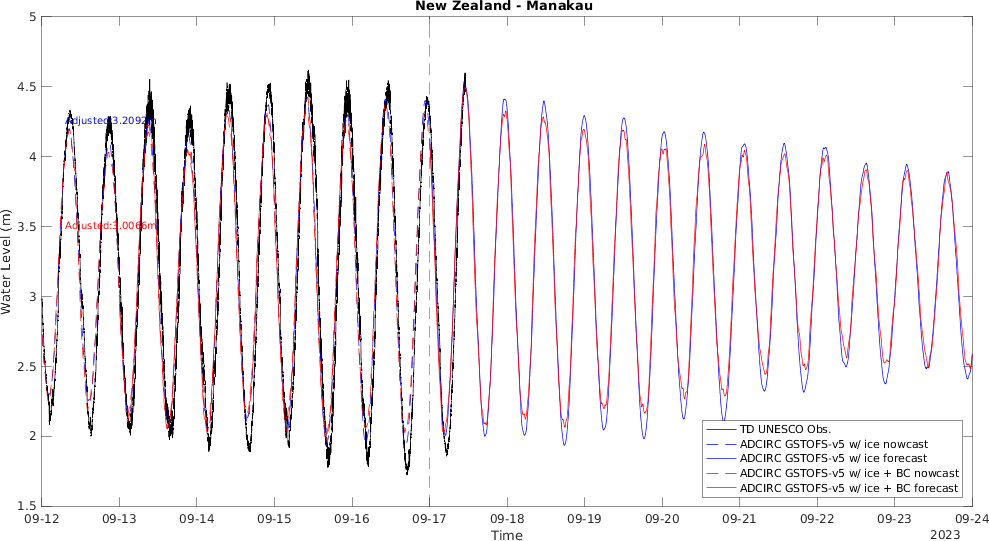 New Zealand - Manakau
5
4.5
4
3.5
3
2.5
2
1.5
Water Level (m)
Adjusted:3.2092m
Adjusted:3.0066m
TD UNESCO Obs.
ADCIRC GSTOFS-v5 w/ ice nowcast
ADCIRC GSTOFS-v5 w/ ice forecast
ADCIRC GSTOFS-v5 w/ ice + BC nowcast
ADCIRC GSTOFS-v5 w/ ice + BC forecast
09-12 09-13 09-14 09-15 09-16 09-17 09-18 09-19 09-20 09-21 09-22 09-23 09-24
Time
2023